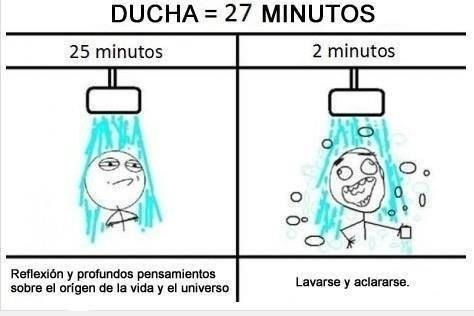 DUCHA = 27 MINUTOS
25 minutos
2 minutos
Reflexión y profundos pensamientos
sobre el orígen de la vida y el universo
Lavarse y aclararse.